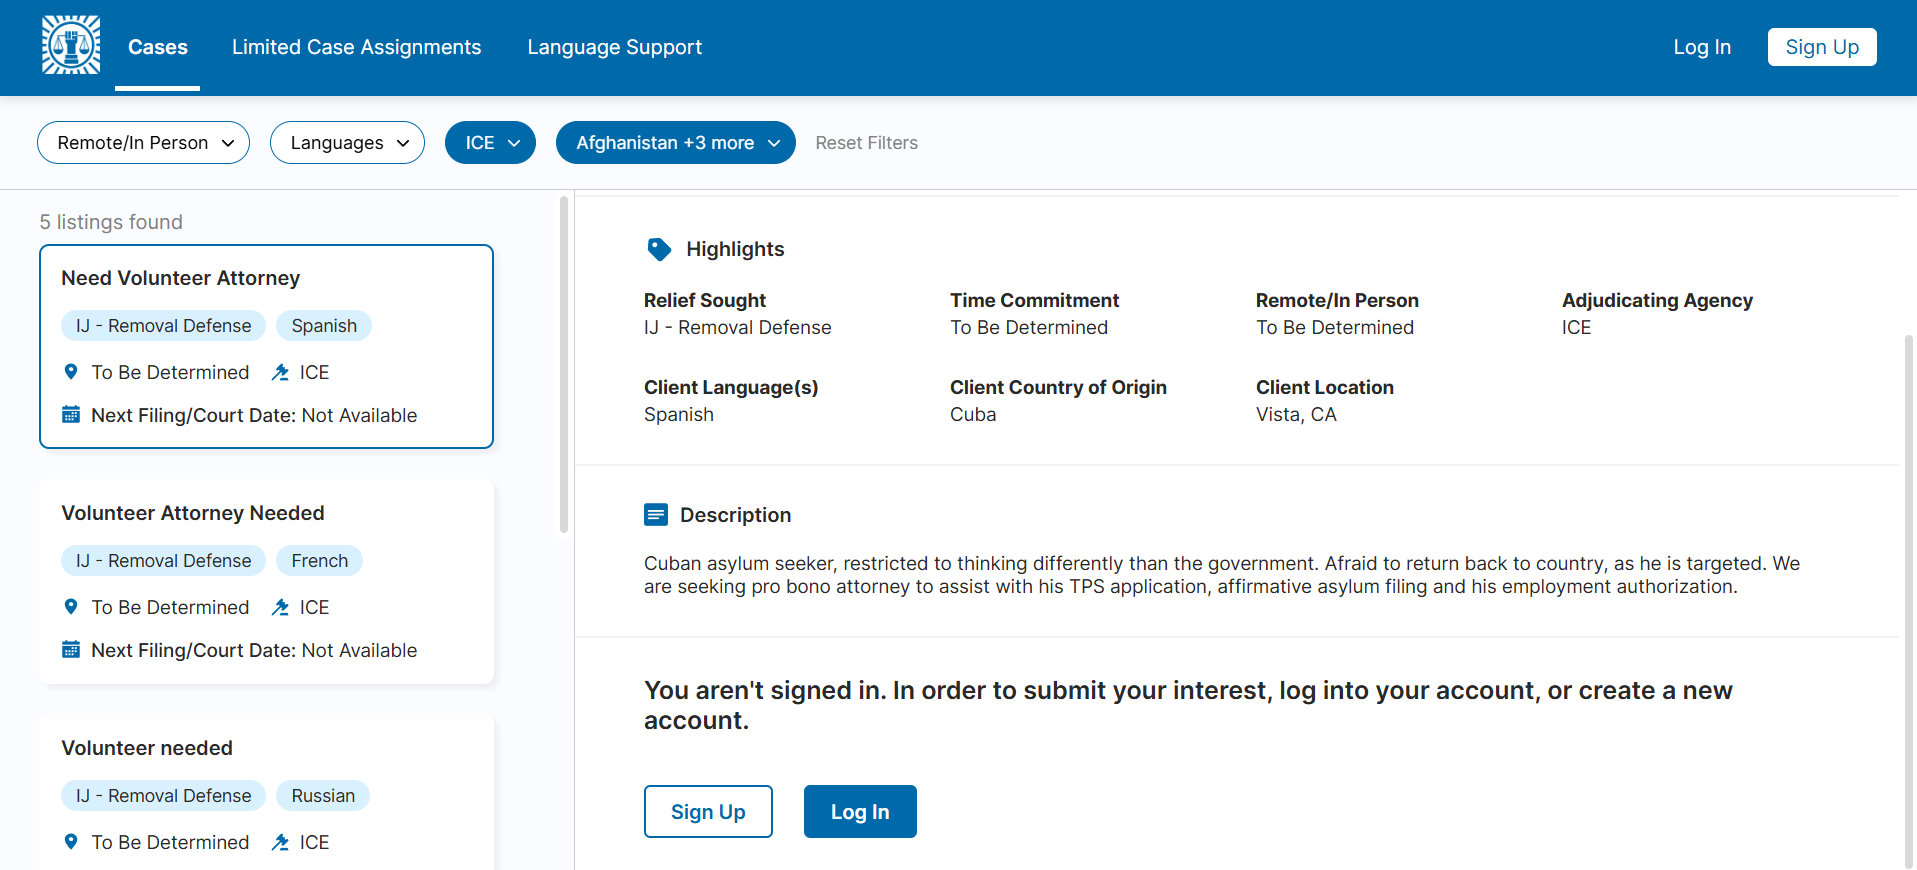 Cases
Limited Case Assignments
Language Support
Log In
Sign Up
Remote/In Person
Languages
ICE
Afghanistan +3 more
Reset Filters
5 listings found
Need Volunteer Attorney
IJ - Removal Defense
Spanish
To Be Determined
ICE
Next Filing/Court Date: Not Available
Volunteer Attorney Needed
IJ - Removal Defense
French
To Be Determined
ICE
Next Filing/Court Date: Not Available
Volunteer needed
IJ - Removal Defense
Russian
To Be Determined
ICE
Highlights
Relief Sought
IJ - Removal Defense
Time Commitment
To Be Determined
Remote/In Person
To Be Determined
Adjudicating Agency
ICE
Client Language(s)
Spanish
Client Country of Origin
Cuba
Client Location
Vista, CA
Description
Cuban asylum seeker, restricted to thinking differently than the government. Afraid to return back to country, as he is targeted. We
are seeking pro bono attorney to assist with his TPS application, affirmative asylum filing and his employment authorization.
You aren't signed in. In order to submit your interest, log into your account, or create a new
account.
Sign Up
Log In